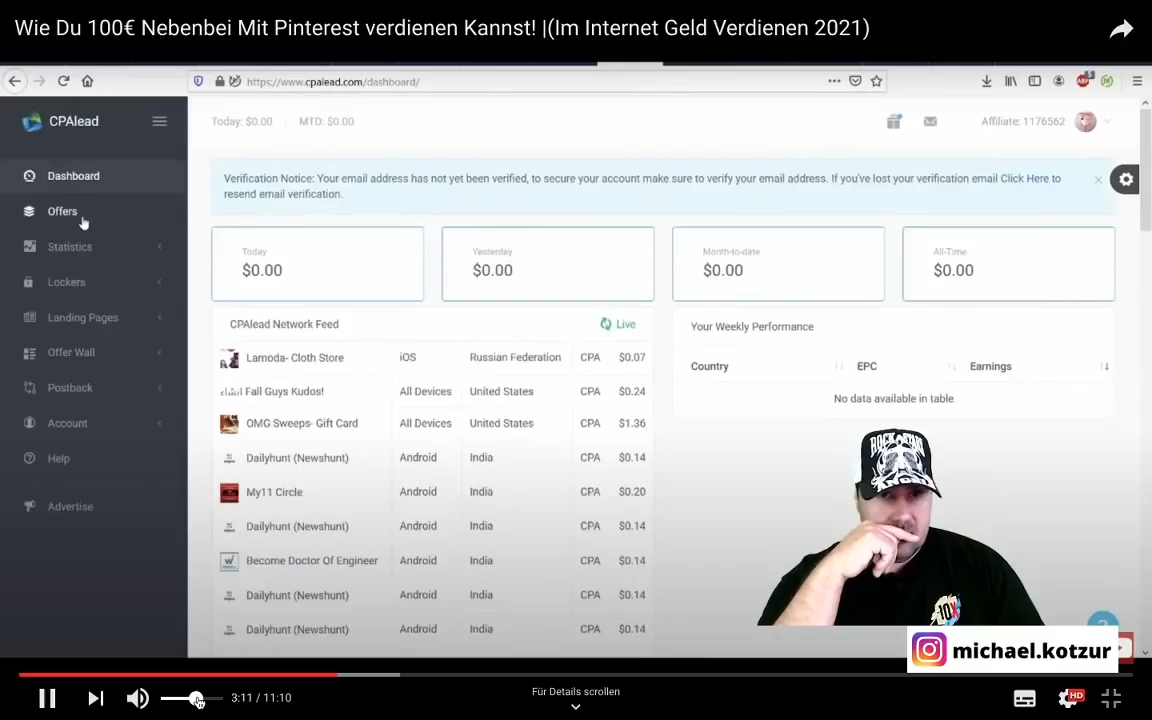 Wie Du 100€ Nebenbei Mit Pinterest verdienen Kannst! |(Im Internet Geld Verdienen 2021)
https://www.cpalead.com/dashboard/
CPAlead
Today: $0.00 MTD: $0.00
Affiliate: 1176562
Dashboard
Offers
Statistics
Lockers
Landing Pages
Offer Wall
Postback
Account
Help
Advertise
Verification Notice: Your email address has not yet been verified, to secure your account make sure to verify your email address. If you've lost your verification email Click Here to
resend email verification.
Today Yesterday Month-to-date All-Time
$0.00 $0.00 $0.00 $0.00
CPAlead Network Feed Live
Lamoda- Cloth Store iOS Russian Federation CPA $0.07
Fall Guys Kudos! All Devices United States CPA $0.24
OMG Sweeps- Gift Card All Devices United States CPA $1.36
Dailyhunt (Newshunt) Android India CPA $0.14
My11 Circle Android India CPA $0.20
Dailyhunt (Newshunt) Android India CPA $0.14
Become Doctor Of Engineer Android India CPA $0.14
Dailyhunt (Newshunt) Android India CPA $0.14
Dailyhunt (Newshunt) Android India CPA $0.14
Your Weekly Performance
Country EPC Earnings
No data available in table
10X
michael.kotzur
3:11 / 11:10
Für Details scrollen
HD